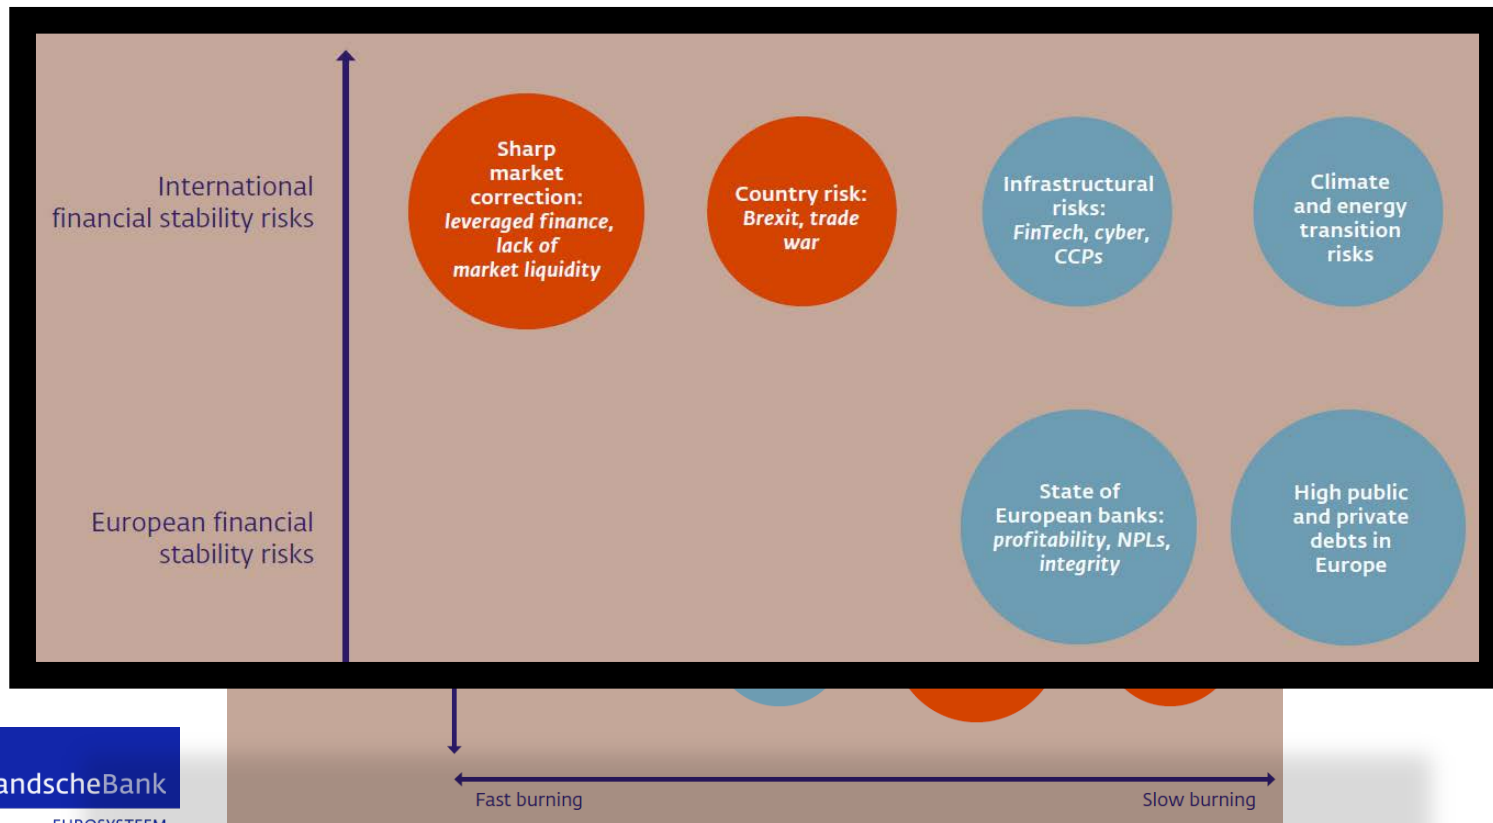 International
financial stability risks
Sharp
market
correction:
leveraged finance,
lack of
market liquidity
Country risk:
Brexit, trade
war
Infrastructural
risks:
FinTech, cyber,
CCPs
Climate
and energy
transition
risks
European financial
stability risks
State of
European banks:
profitability, NPLs,
integrity
High public
and private
debts in
Europe
andscheBank
EUROSYSTEEM
Fast burning
Slow burning